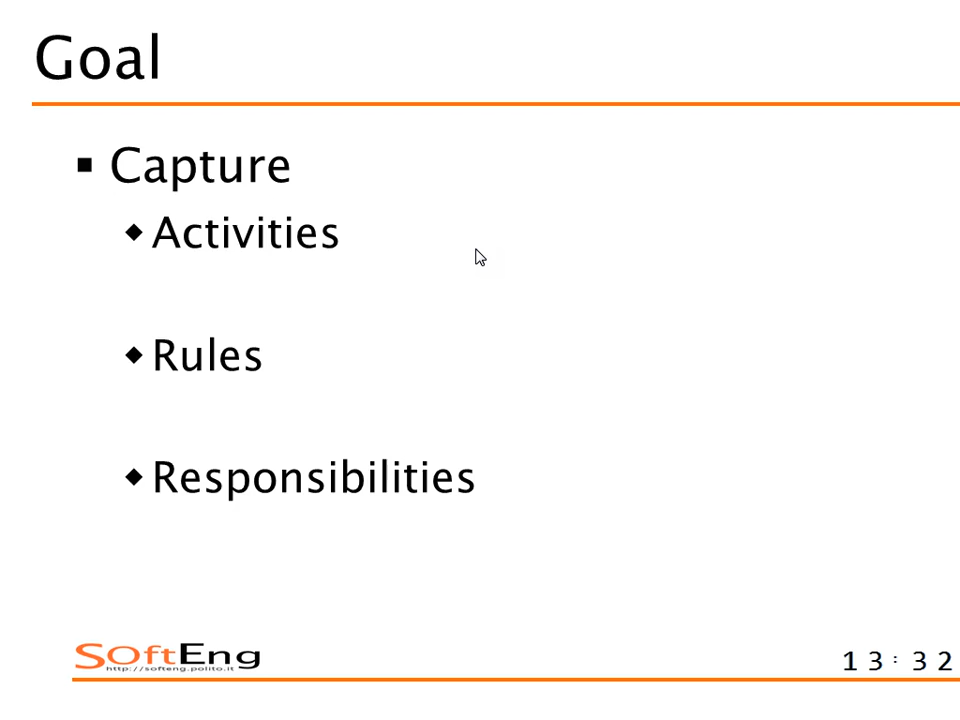 Goal
Capture
Activities
Rules
Responsibilities
SOftEng
http://softeng.polito.it
13:32